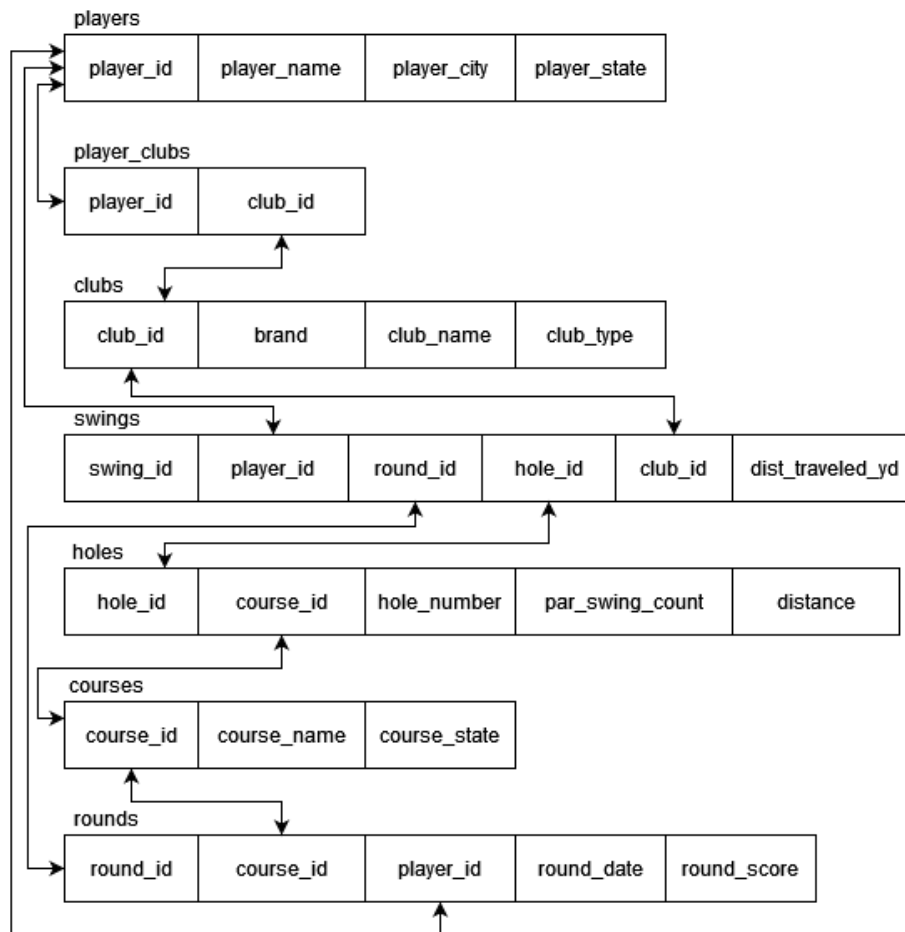 players
player_id player_name player_city player_state
player_clubs
player_id club_id
clubs
club_id brand club_name club_type
swings
swing_id player_id round_id hole_id club_id dist_traveled_yd
holes
hole_id course_id hole_number par_swing_count distance
courses
course_id course_name course_state
rounds
round_id course_id player_id round_date round_score